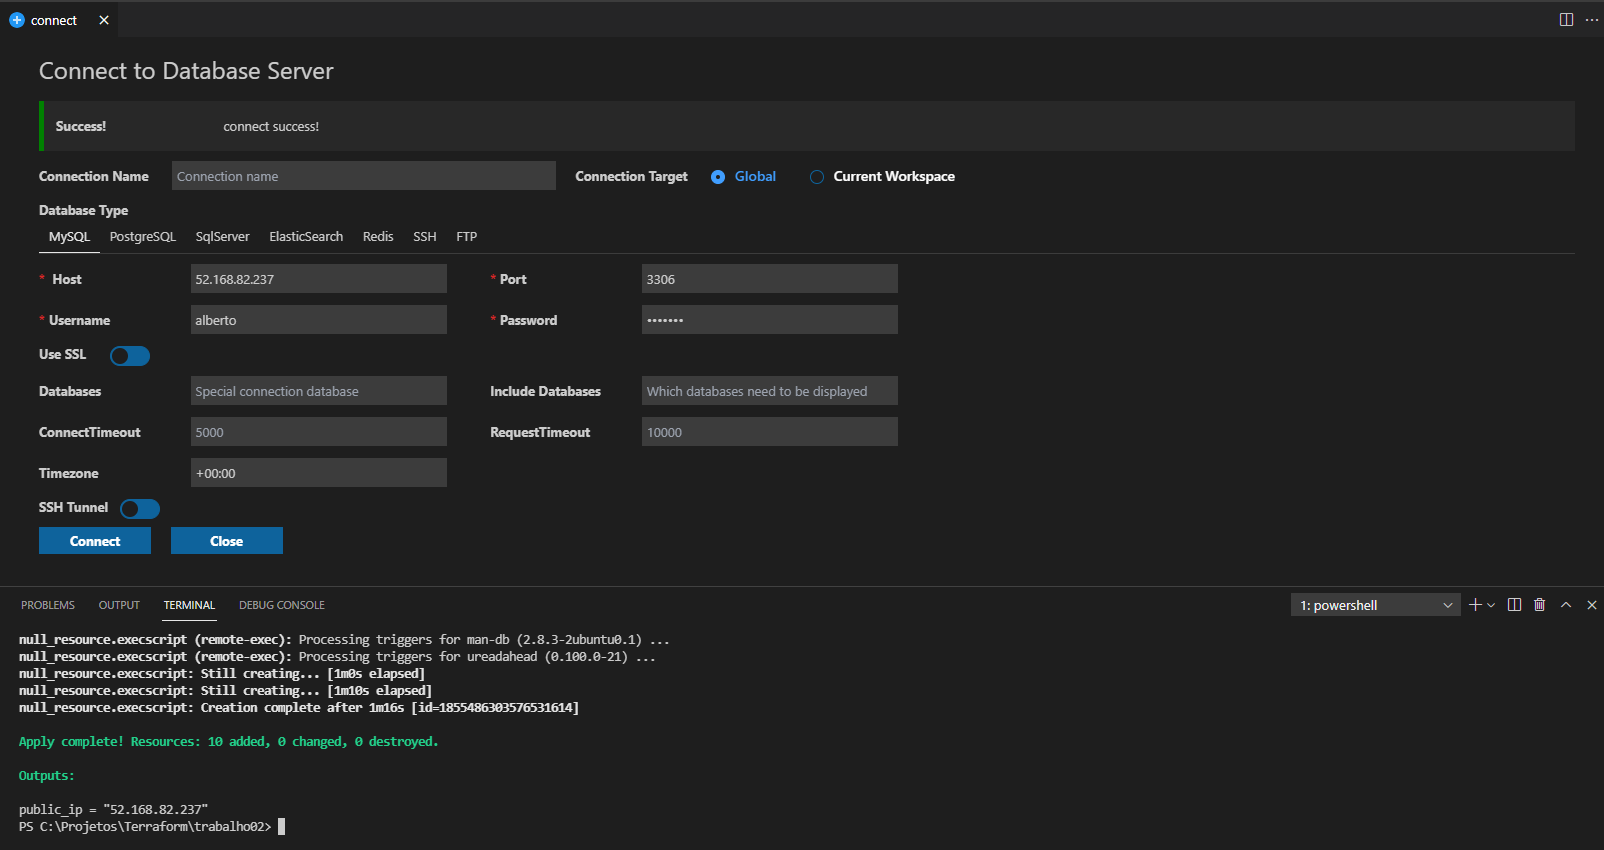 connect
Connect to Database Server
Success! connect success!
Connection Name Connection name Connection Target Global Current Workspace
Database Type
MySQL PostgreSQL SqlServer ElasticSearch Redis SSH FTP
* Host 52.168.82.237 * Port 3306
* Username alberto * Password •••••••
Use SSL
Databases Special connection database Include Databases Which databases need to be displayed
ConnectTimeout 5000 RequestTimeout 10000
Timezone +00:00
SSH Tunnel
Connect Close
PROBLEMS OUTPUT TERMINAL DEBUG CONSOLE 1: powershell
null_resource.execscript (remote-exec): Processing triggers for man-db (2.8.3-2ubuntu0.1) ...
null_resource.execscript (remote-exec): Processing triggers for ureadahead (0.100.0-21) ...
null_resource.execscript: Still creating... [1m0s elapsed]
null_resource.execscript: Still creating... [1m10s elapsed]
null_resource.execscript: Creation complete after 1m16s [id=1855486303576531614]
Apply complete! Resources: 10 added, 0 changed, 0 destroyed.
Outputs:
public_ip = "52.168.82.237"
PS C:\Projetos\Terraform\trabalho02>